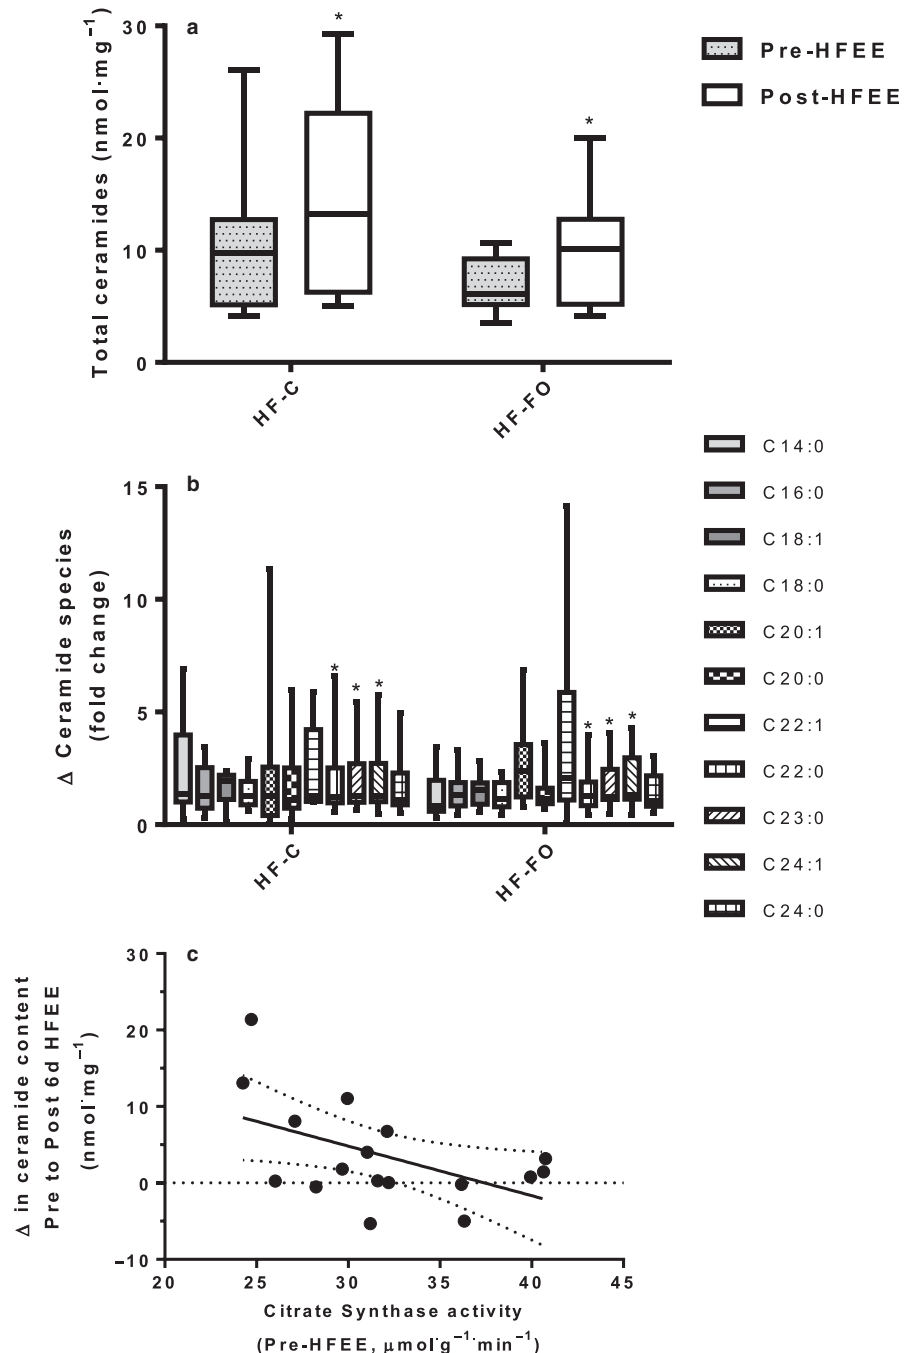 a
Total ceramides (nmol·mg⁻¹)
30
20
10
0
*
*
HF-C
HF-FO
Pre-HFEE
Post-HFEE
b
Δ Ceramide species
(fold change)
15
10
5
0
* * *
* * *
HF-C
HF-FO
C14:0
C16:0
C18:1
C18:0
C20:1
C20:0
C22:1
C22:0
C23:0
C24:1
C24:0
c
Δ in ceramide content
Pre to Post 6d HFEE
(nmol·mg⁻¹)
30
20
10
0
−10
20 25 30 35 40 45
Citrate Synthase activity
(Pre-HFEE, μmol·g⁻¹·min⁻¹)